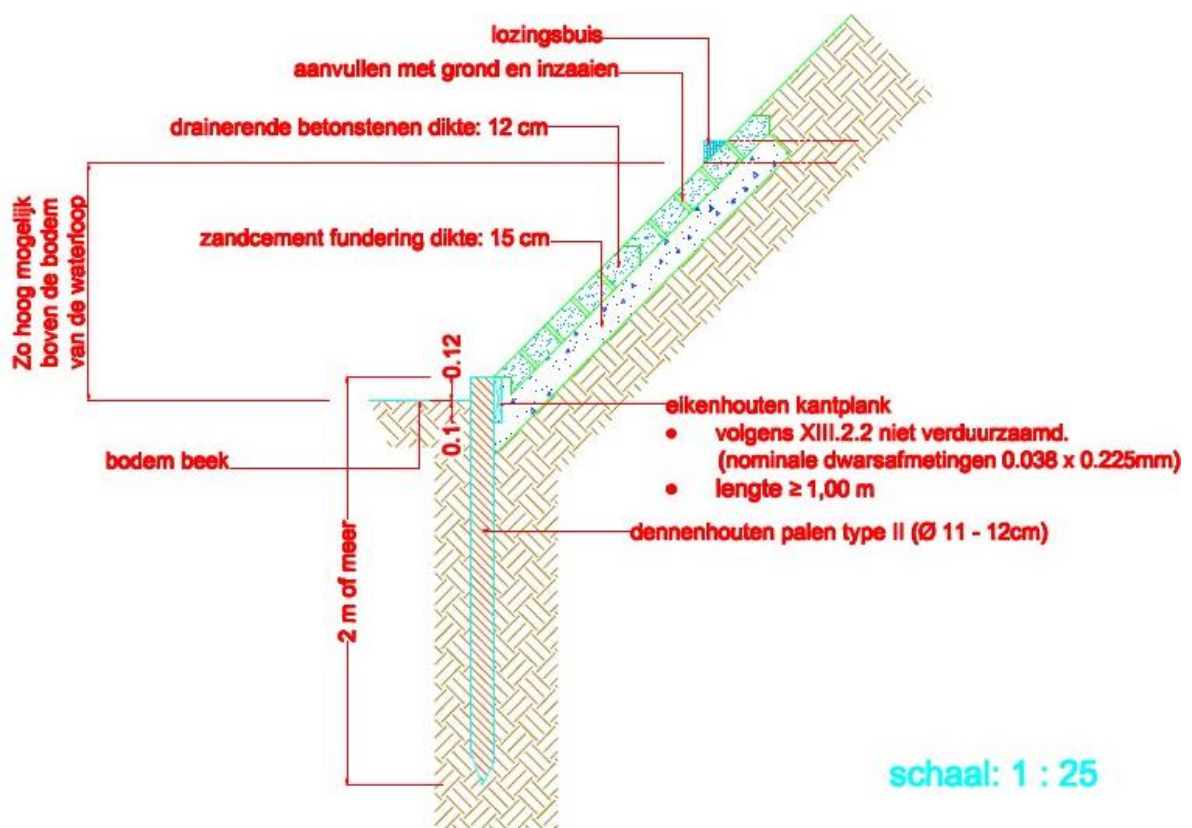 lozingsbuis
aanvullen met grond en inzaaien
drainerende betonstenen dikte: 12 cm
Zo hoog mogelijk
boven de bodem
van de waterloop
zandcement fundering dikte: 15 cm
0.12
0.1
eikenhouten kantplank
• volgens XIII.2.2 niet verduurzaamd.
(nominale dwarsafmetingen 0.038 x 0.225mm)
• lengte ≥ 1,00 m
bodem beek
2 m of meer
dennenhouten palen type II (Ø 11 - 12cm)
schaal: 1 : 25